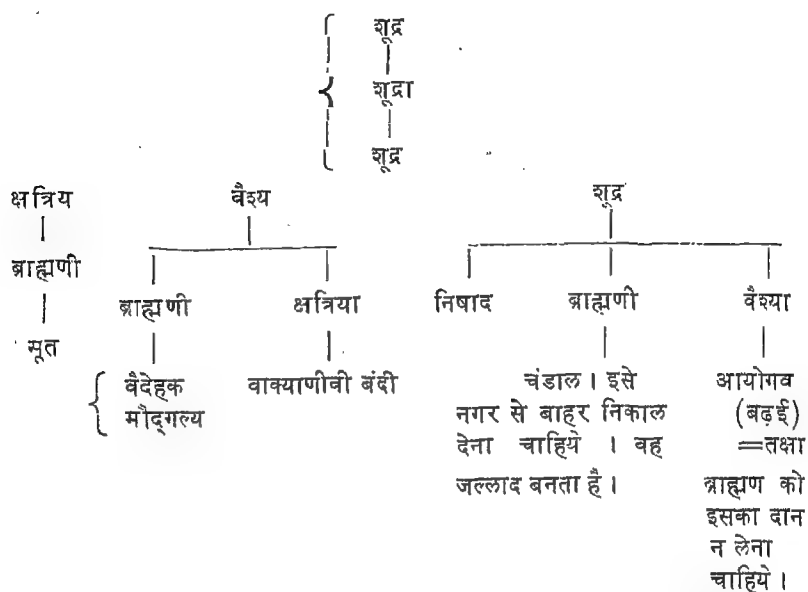 शूद्र
शूद्रा
शूद्र
क्षत्रिय वैश्य शूद्र
ब्राह्मणी
ब्राह्मणी क्षत्रिया निषाद ब्राह्मणी वैश्या
सूत
वैदेहक वाक्याणीवी बंदी चंडाल । इसे आयोगव
मौद्गल्य नगर से बाहर निकाल (बढ़ई)
देना चाहिये । वह =तक्षा
जल्लाद बनता है । ब्राह्मण को
इसका दान
न लेना
चाहिये ।